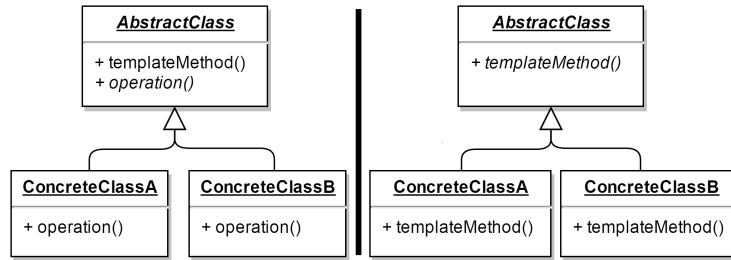 AbstractClass
+ templateMethod()
+ operation()
ConcreteClassA
+ operation()
ConcreteClassB
+ operation()
AbstractClass
+ templateMethod()
ConcreteClassA
+ templateMethod()
ConcreteClassB
+ templateMethod()